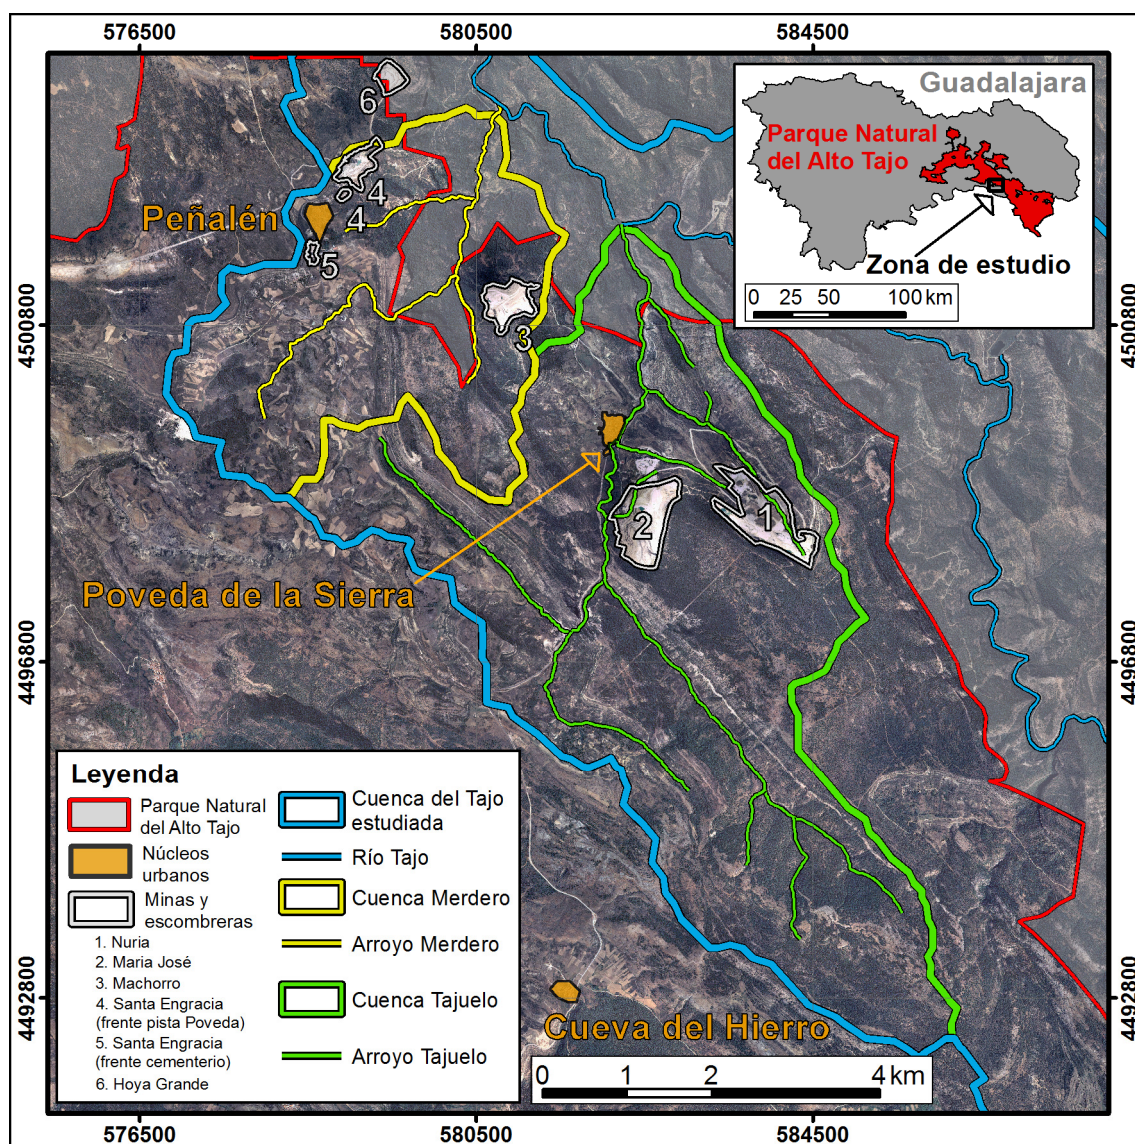 576500
580500
584500
Guadalajara
Parque Natural
del Alto Tajo
Zona de estudio
0 25 50 100 km
6
4
4
Peñalén
5
3
4500800
4500800
1
2
Poveda de la Sierra
4496800
4496800
Leyenda
Parque Natural
del Alto Tajo
Núcleos
urbanos
Minas y
escombreras
1. Nuria
2. Maria José
3. Machorro
4. Santa Engracia
(frente pista Poveda)
5. Santa Engracia
(frente cementerio)
6. Hoya Grande
Cuenca del Tajo
estudiada
Río Tajo
Cuenca Merdero
Arroyo Merdero
Cuenca Tajuelo
Arroyo Tajuelo
4492800
4492800
Cueva del Hierro
0 1 2 4 km
576500
580500
584500